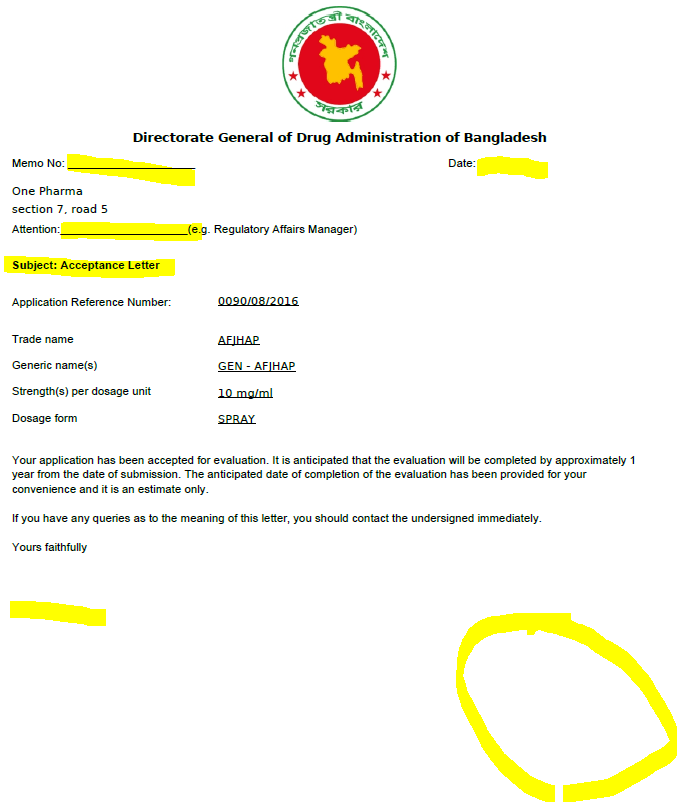 গণপ্রজাতন্ত্রী বাংলাদেশ
সরকার
Directorate General of Drug Administration of Bangladesh
Memo No: ____________________ Date:
One Pharma
section 7, road 5
Attention:____________________(e.g. Regulatory Affairs Manager)
Subject: Acceptance Letter
Application Reference Number: 0090/08/2016
Trade name AFJHAP
Generic name(s) GEN - AFJHAP
Strength(s) per dosage unit 10 mg/ml
Dosage form SPRAY
Your application has been accepted for evaluation. It is anticipated that the evaluation will be completed by approximately 1
year from the date of submission. The anticipated date of completion of the evaluation has been provided for your
convenience and it is an estimate only.
If you have any queries as to the meaning of this letter, you should contact the undersigned immediately.
Yours faithfully